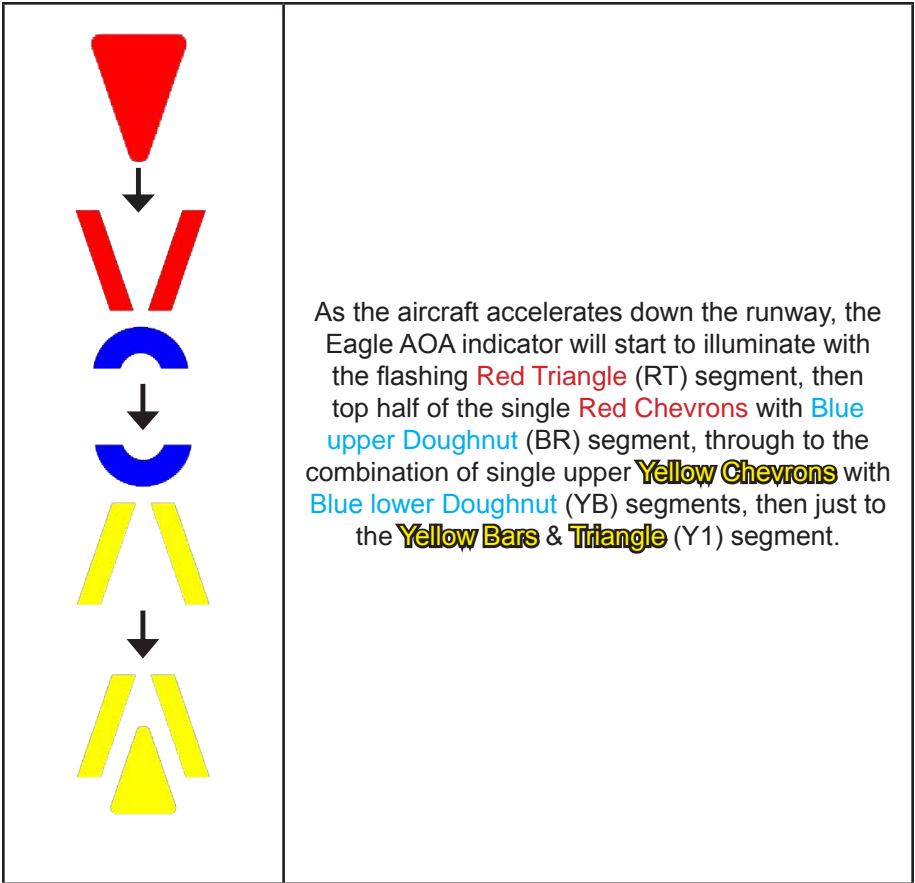 As the aircraft accelerates down the runway, the
Eagle AOA indicator will start to illuminate with
the flashing Red Triangle (RT) segment, then
top half of the single Red Chevrons with Blue
upper Doughnut (BR) segment, through to the
combination of single upper Yellow Chevrons with
Blue lower Doughnut (YB) segments, then just to
the Yellow Bars & Triangle (Y1) segment.